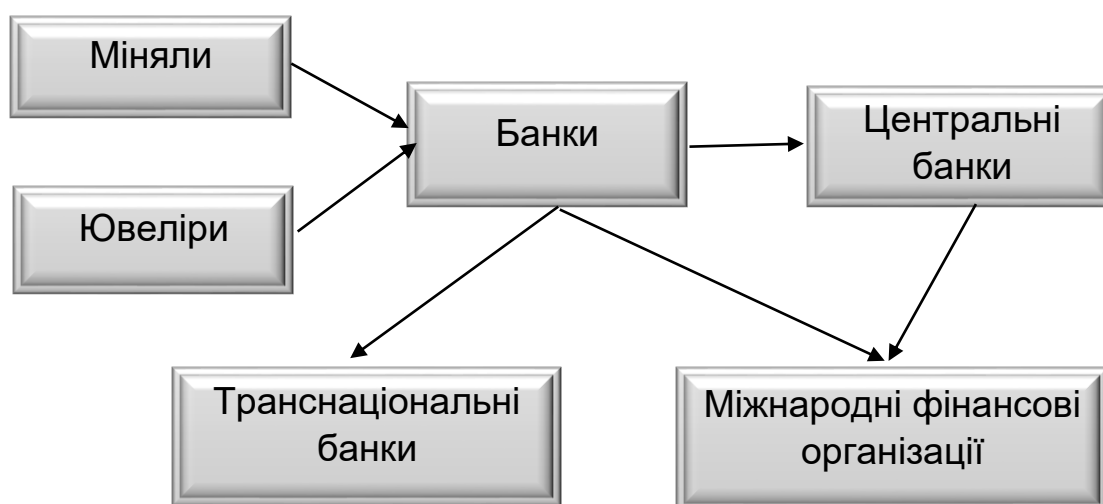 Міняли
Ювеліри
Банки
Центральні
банки
Транснаціональні
банки
Міжнародні фінансові
організації